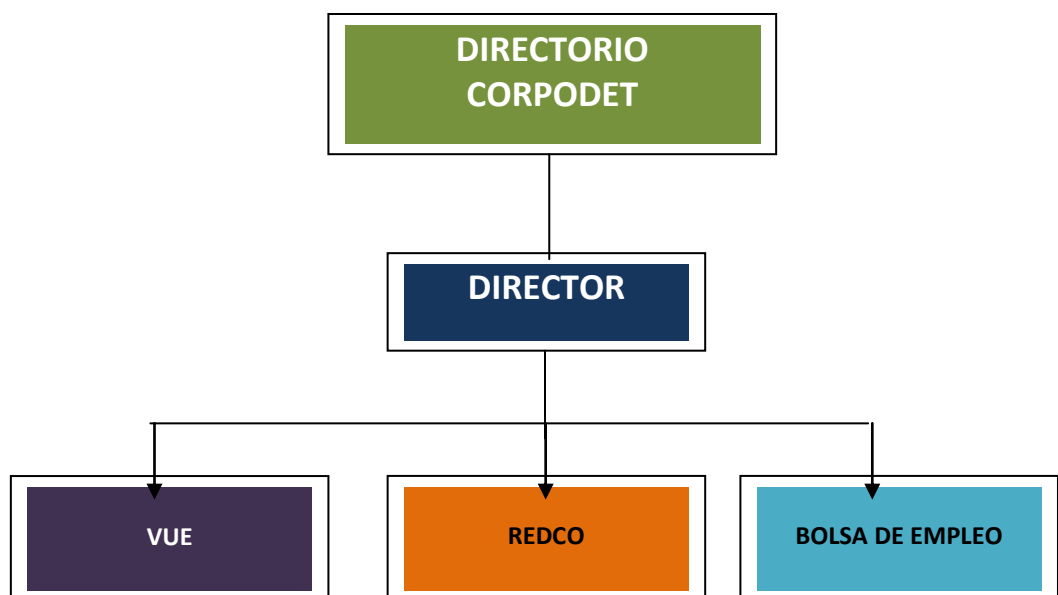 DIRECTORIO
CORPODET
DIRECTOR
VUE
REDCO
BOLSA DE EMPLEO